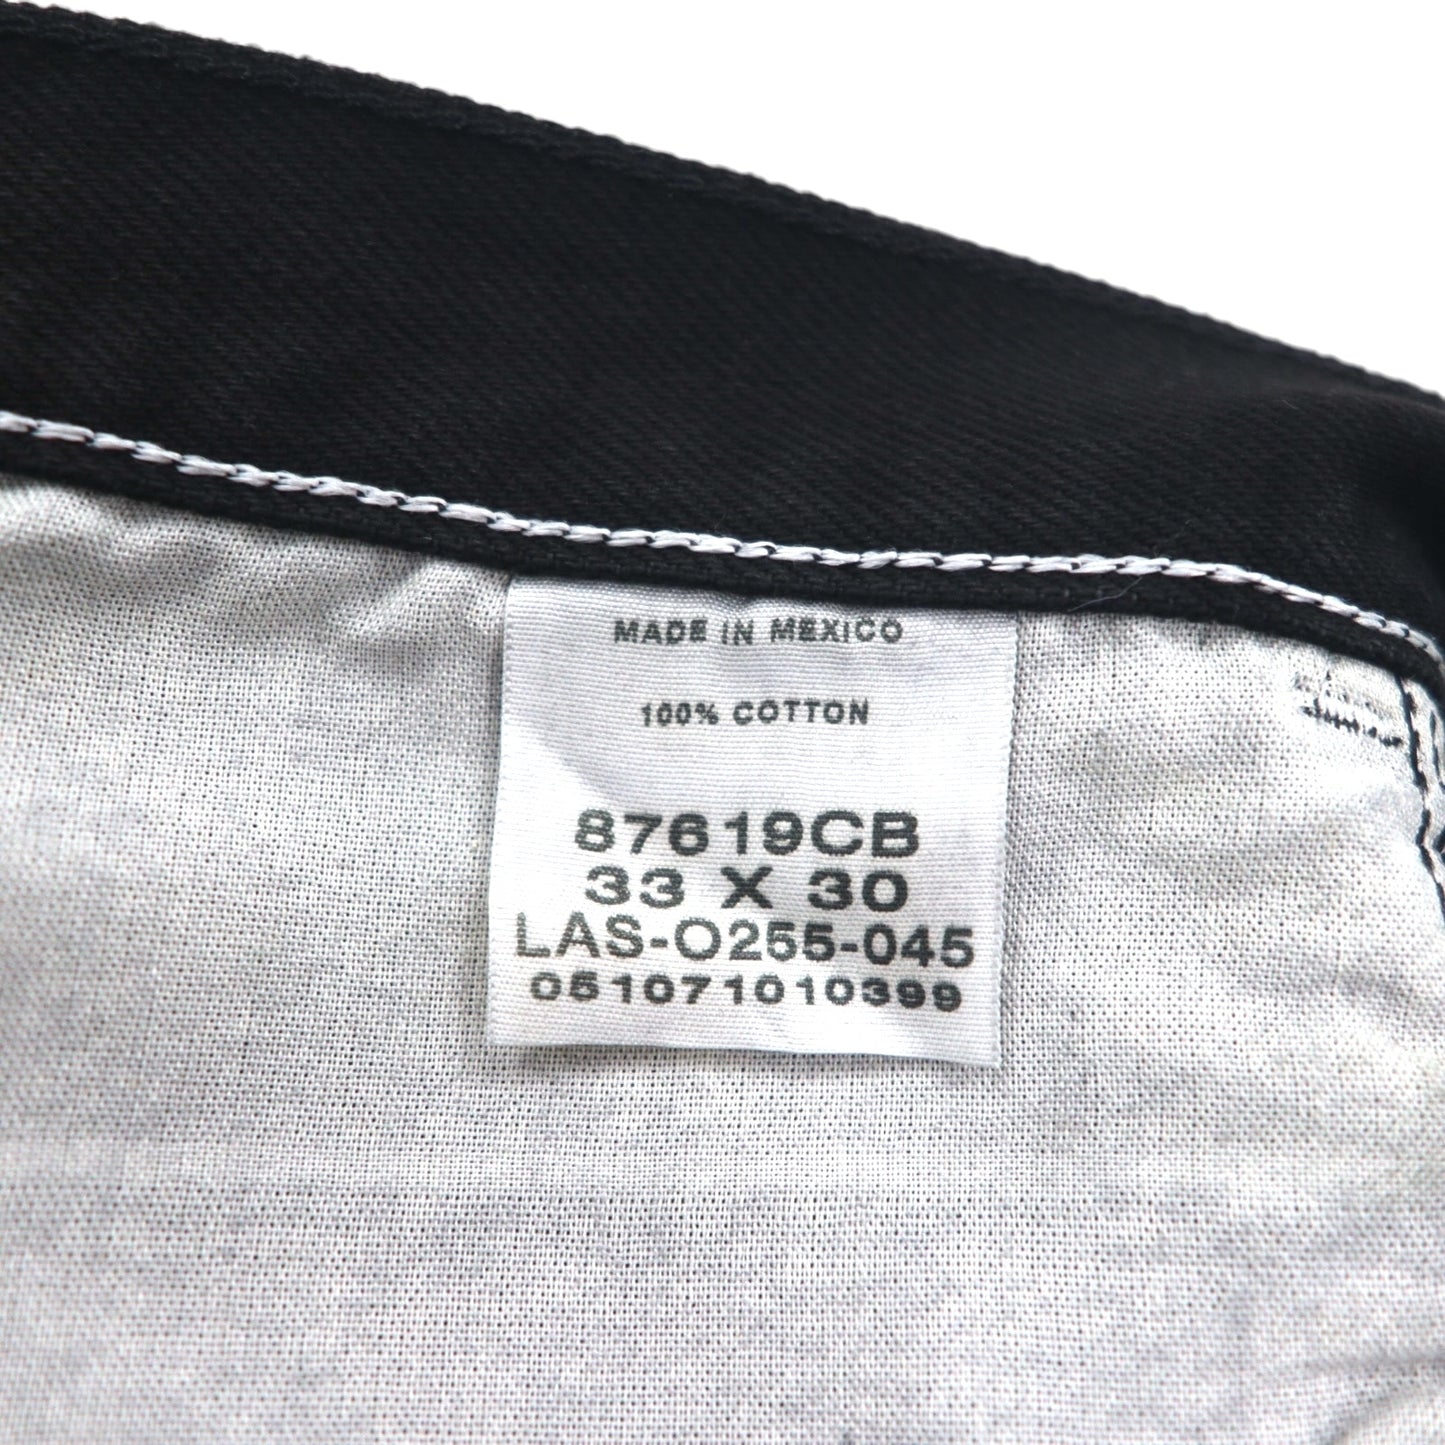 MADE IN MEXICO
100% COTTON
87619CB
33 X 30
LAS-O255-045
051071010399